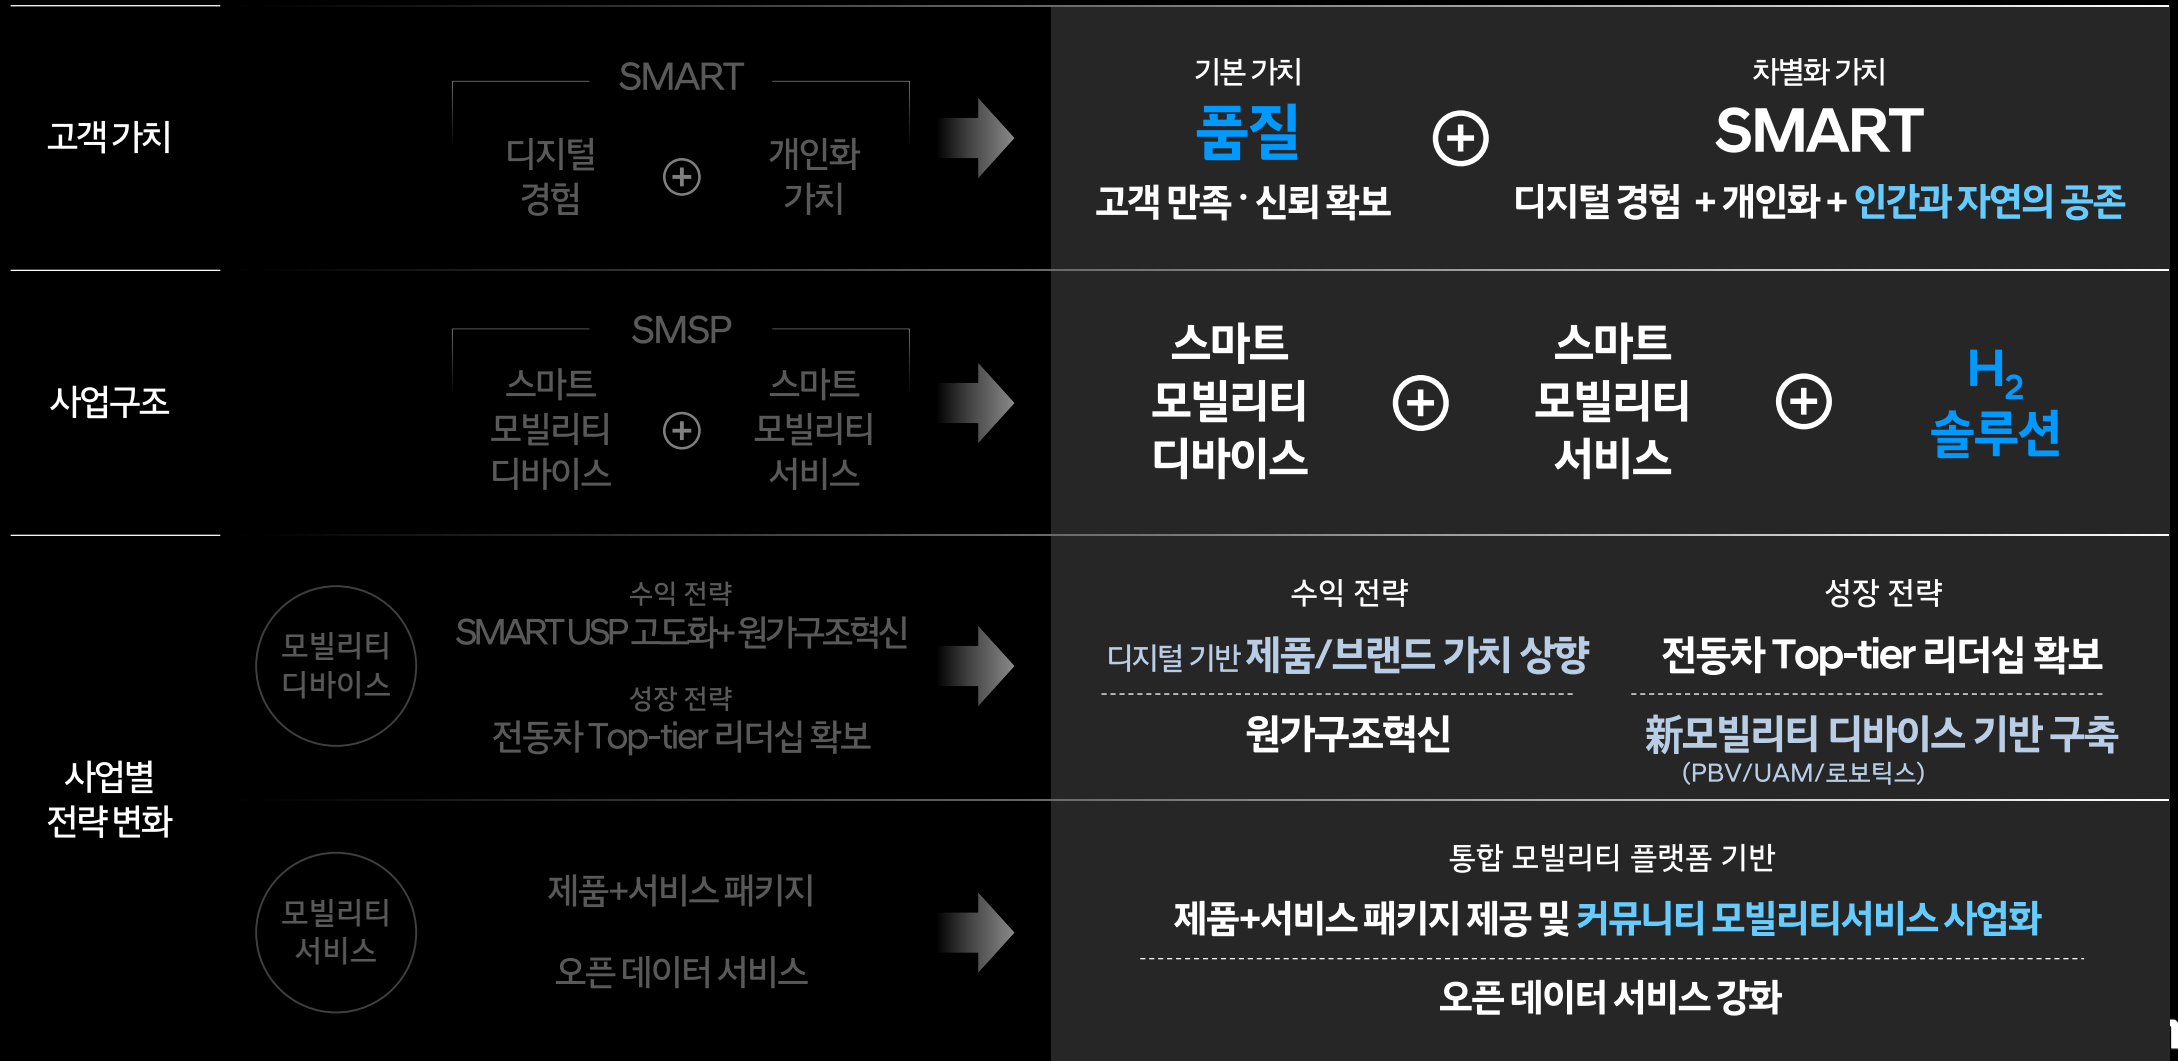 고객 가치
SMART
디지털
경험
개인화
가치
기본 가치
품질
고객 만족 · 신뢰 확보
차별화 가치
SMART
디지털 경험 + 개인화 + 인간과 자연의 공존
사업구조
SMSP
스마트
모빌리티
디바이스
스마트
모빌리티
서비스
스마트
모빌리티
디바이스
스마트
모빌리티
서비스
H₂
솔루션
사업별
전략 변화
모빌리티
디바이스
수익 전략
SMART USP 고도화+ 원가구조혁신
성장 전략
전동차 Top-tier 리더십 확보
수익 전략
디지털 기반 제품/브랜드 가치 상향
원가구조혁신
성장 전략
전동차 Top-tier 리더십 확보
新모빌리티 디바이스 기반 구축
(PBV/UAM/로보틱스)
모빌리티
서비스
제품+서비스 패키지
오픈 데이터 서비스
통합 모빌리티 플랫폼 기반
제품+서비스 패키지 제공 및 커뮤니티 모빌리티서비스 사업화
오픈 데이터 서비스 강화